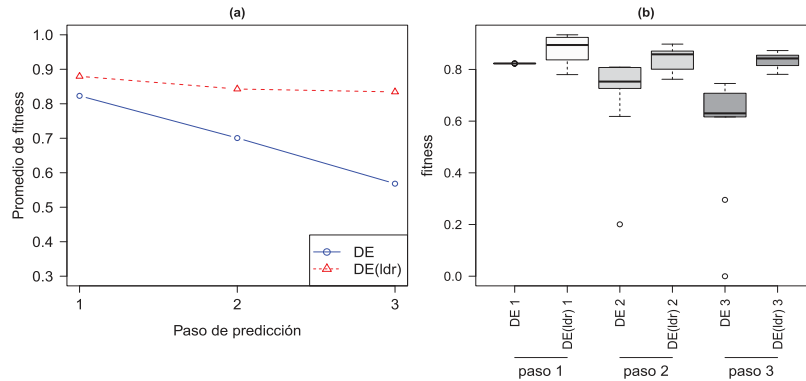 (a)
Promedio de fitness
1.0
0.9
0.8
0.7
0.6
0.5
0.4
0.3
1
2
3
Paso de predicción
DE
DE(ldr)
(b)
fitness
0.8
0.6
0.4
0.2
0.0
DE 1
DE(ldr) 1
DE 2
DE(ldr) 2
DE 3
DE(ldr) 3
paso 1
paso 2
paso 3